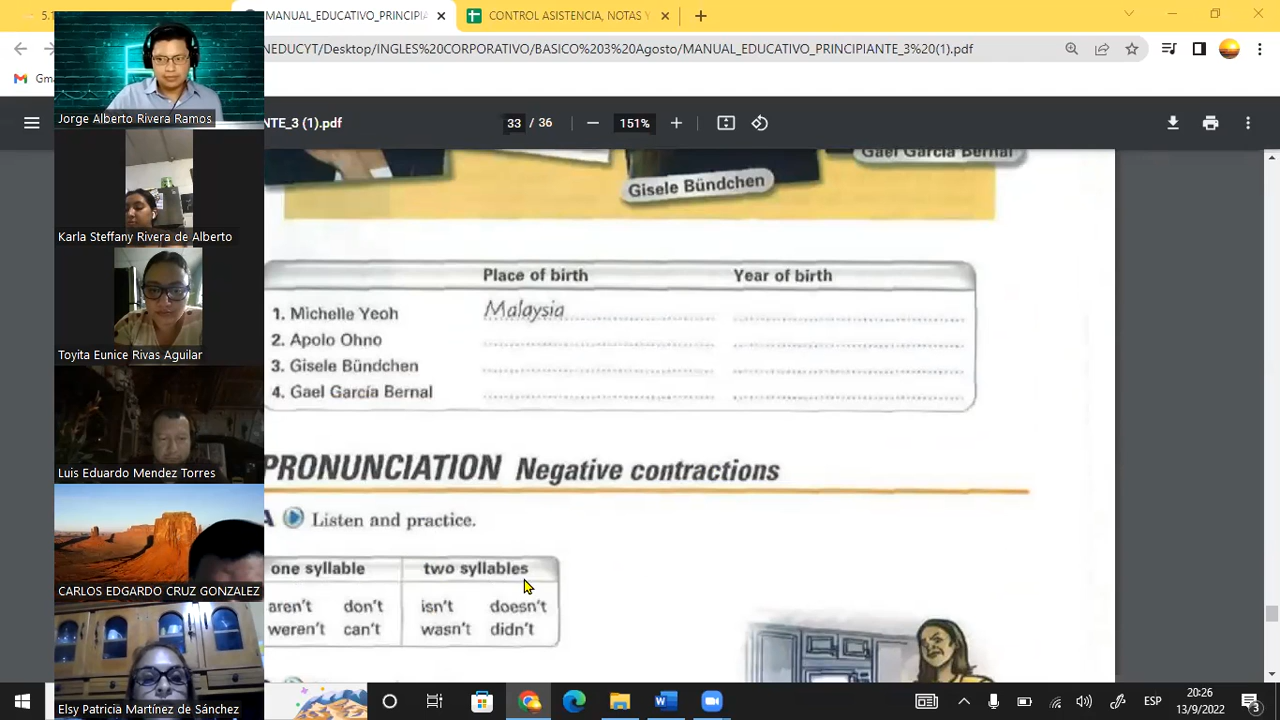 5.1
MANUAL_EDUCATIVO_PRINCIPIA
CONTROL ASISTENCIA, NOTAS Y
NEDUCYT/Desktop/INGLES%20CORPORATIVO/BASICO%203%20Agosto/MANUAL_EDUCATIVO_PRINCIPIANTE_3%20(1).pdf
Gma
NTE_3 (1).pdf
33 / 36
151%
Jorge Alberto Rivera Ramos
Karla Steffany Rivera de Alberto
Toyita Eunice Rivas Aguilar
Luis Eduardo Mendez Torres
CARLOS EDGARDO CRUZ GONZALEZ
Elsy Patricia Martínez de Sánchez
Gael García Bernal
Gisele Bündchen
Place of birth Year of birth
1. Michelle Yeoh Malaysia
2. Apolo Ohno
3. Gisele Bündchen
4. Gael García Bernal
PRONUNCIATION Negative contractions
A Listen and practice.
one syllable two syllables
aren't don't isn't doesn't
weren't can't wasn't didn't
ESP
20:28
13/9/2022
3